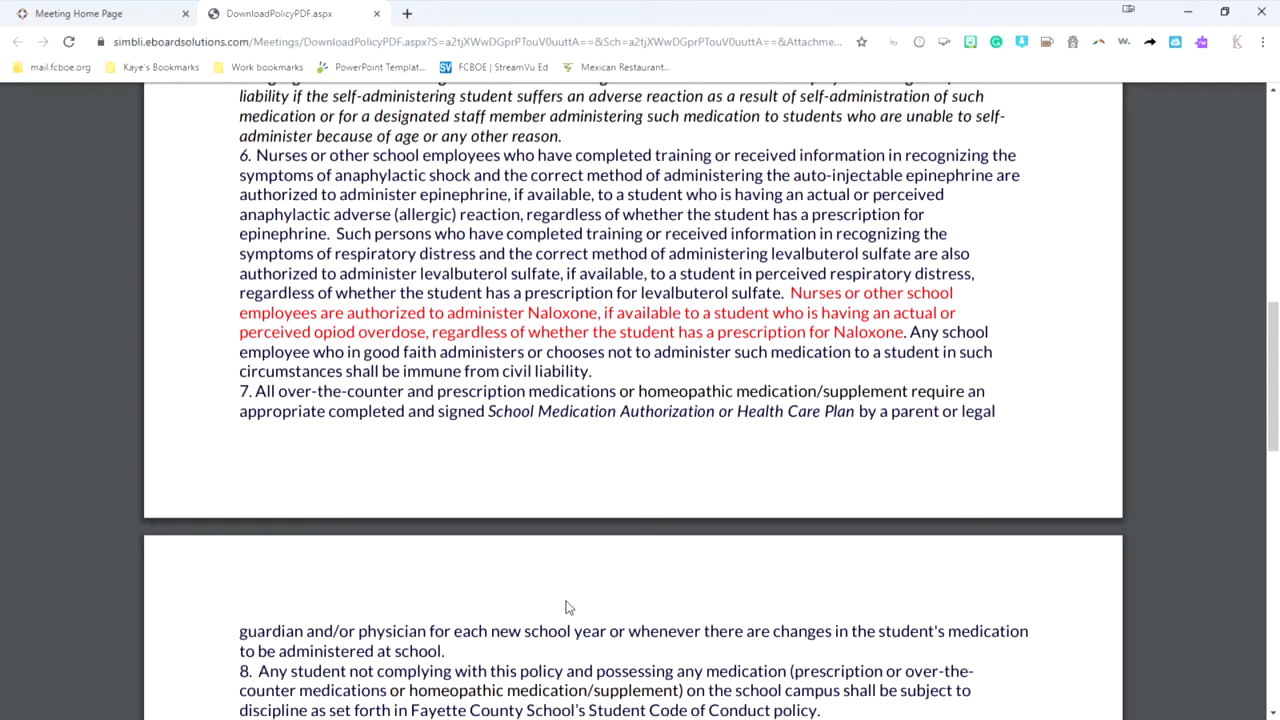 Meeting Home Page
DownloadPolicyPDF.aspx
simbli.eboardsolutions.com/Meetings/DownloadPolicyPDF.aspx?S=a2tjXWwDGprPTouV0uuttA==&Sch=a2tjXWwDGprPTouV0uuttA==&Attachme...
mail.fcboe.org
Kaye's Bookmarks
Work bookmarks
PowerPoint Templat...
FCBOE | StreamVu Ed
Mexican Restaurant...
liability if the self-administering student suffers an adverse reaction as a result of self-administration of such
medication or for a designated staff member administering such medication to students who are unable to self-
administer because of age or any other reason.
6. Nurses or other school employees who have completed training or received information in recognizing the
symptoms of anaphylactic shock and the correct method of administering the auto-injectable epinephrine are
authorized to administer epinephrine, if available, to a student who is having an actual or perceived
anaphylactic adverse (allergic) reaction, regardless of whether the student has a prescription for
epinephrine. Such persons who have completed training or received information in recognizing the
symptoms of respiratory distress and the correct method of administering levalbuterol sulfate are also
authorized to administer levalbuterol sulfate, if available, to a student in perceived respiratory distress,
regardless of whether the student has a prescription for levalbuterol sulfate. Nurses or other school
employees are authorized to administer Naloxone, if available to a student who is having an actual or
perceived opiod overdose, regardless of whether the student has a prescription for Naloxone. Any school
employee who in good faith administers or chooses not to administer such medication to a student in such
circumstances shall be immune from civil liability.
7. All over-the-counter and prescription medications or homeopathic medication/supplement require an
appropriate completed and signed School Medication Authorization or Health Care Plan by a parent or legal
guardian and/or physician for each new school year or whenever there are changes in the student's medication
to be administered at school.
8. Any student not complying with this policy and possessing any medication (prescription or over-the-
counter medications or homeopathic medication/supplement) on the school campus shall be subject to
discipline as set forth in Fayette County School's Student Code of Conduct policy.